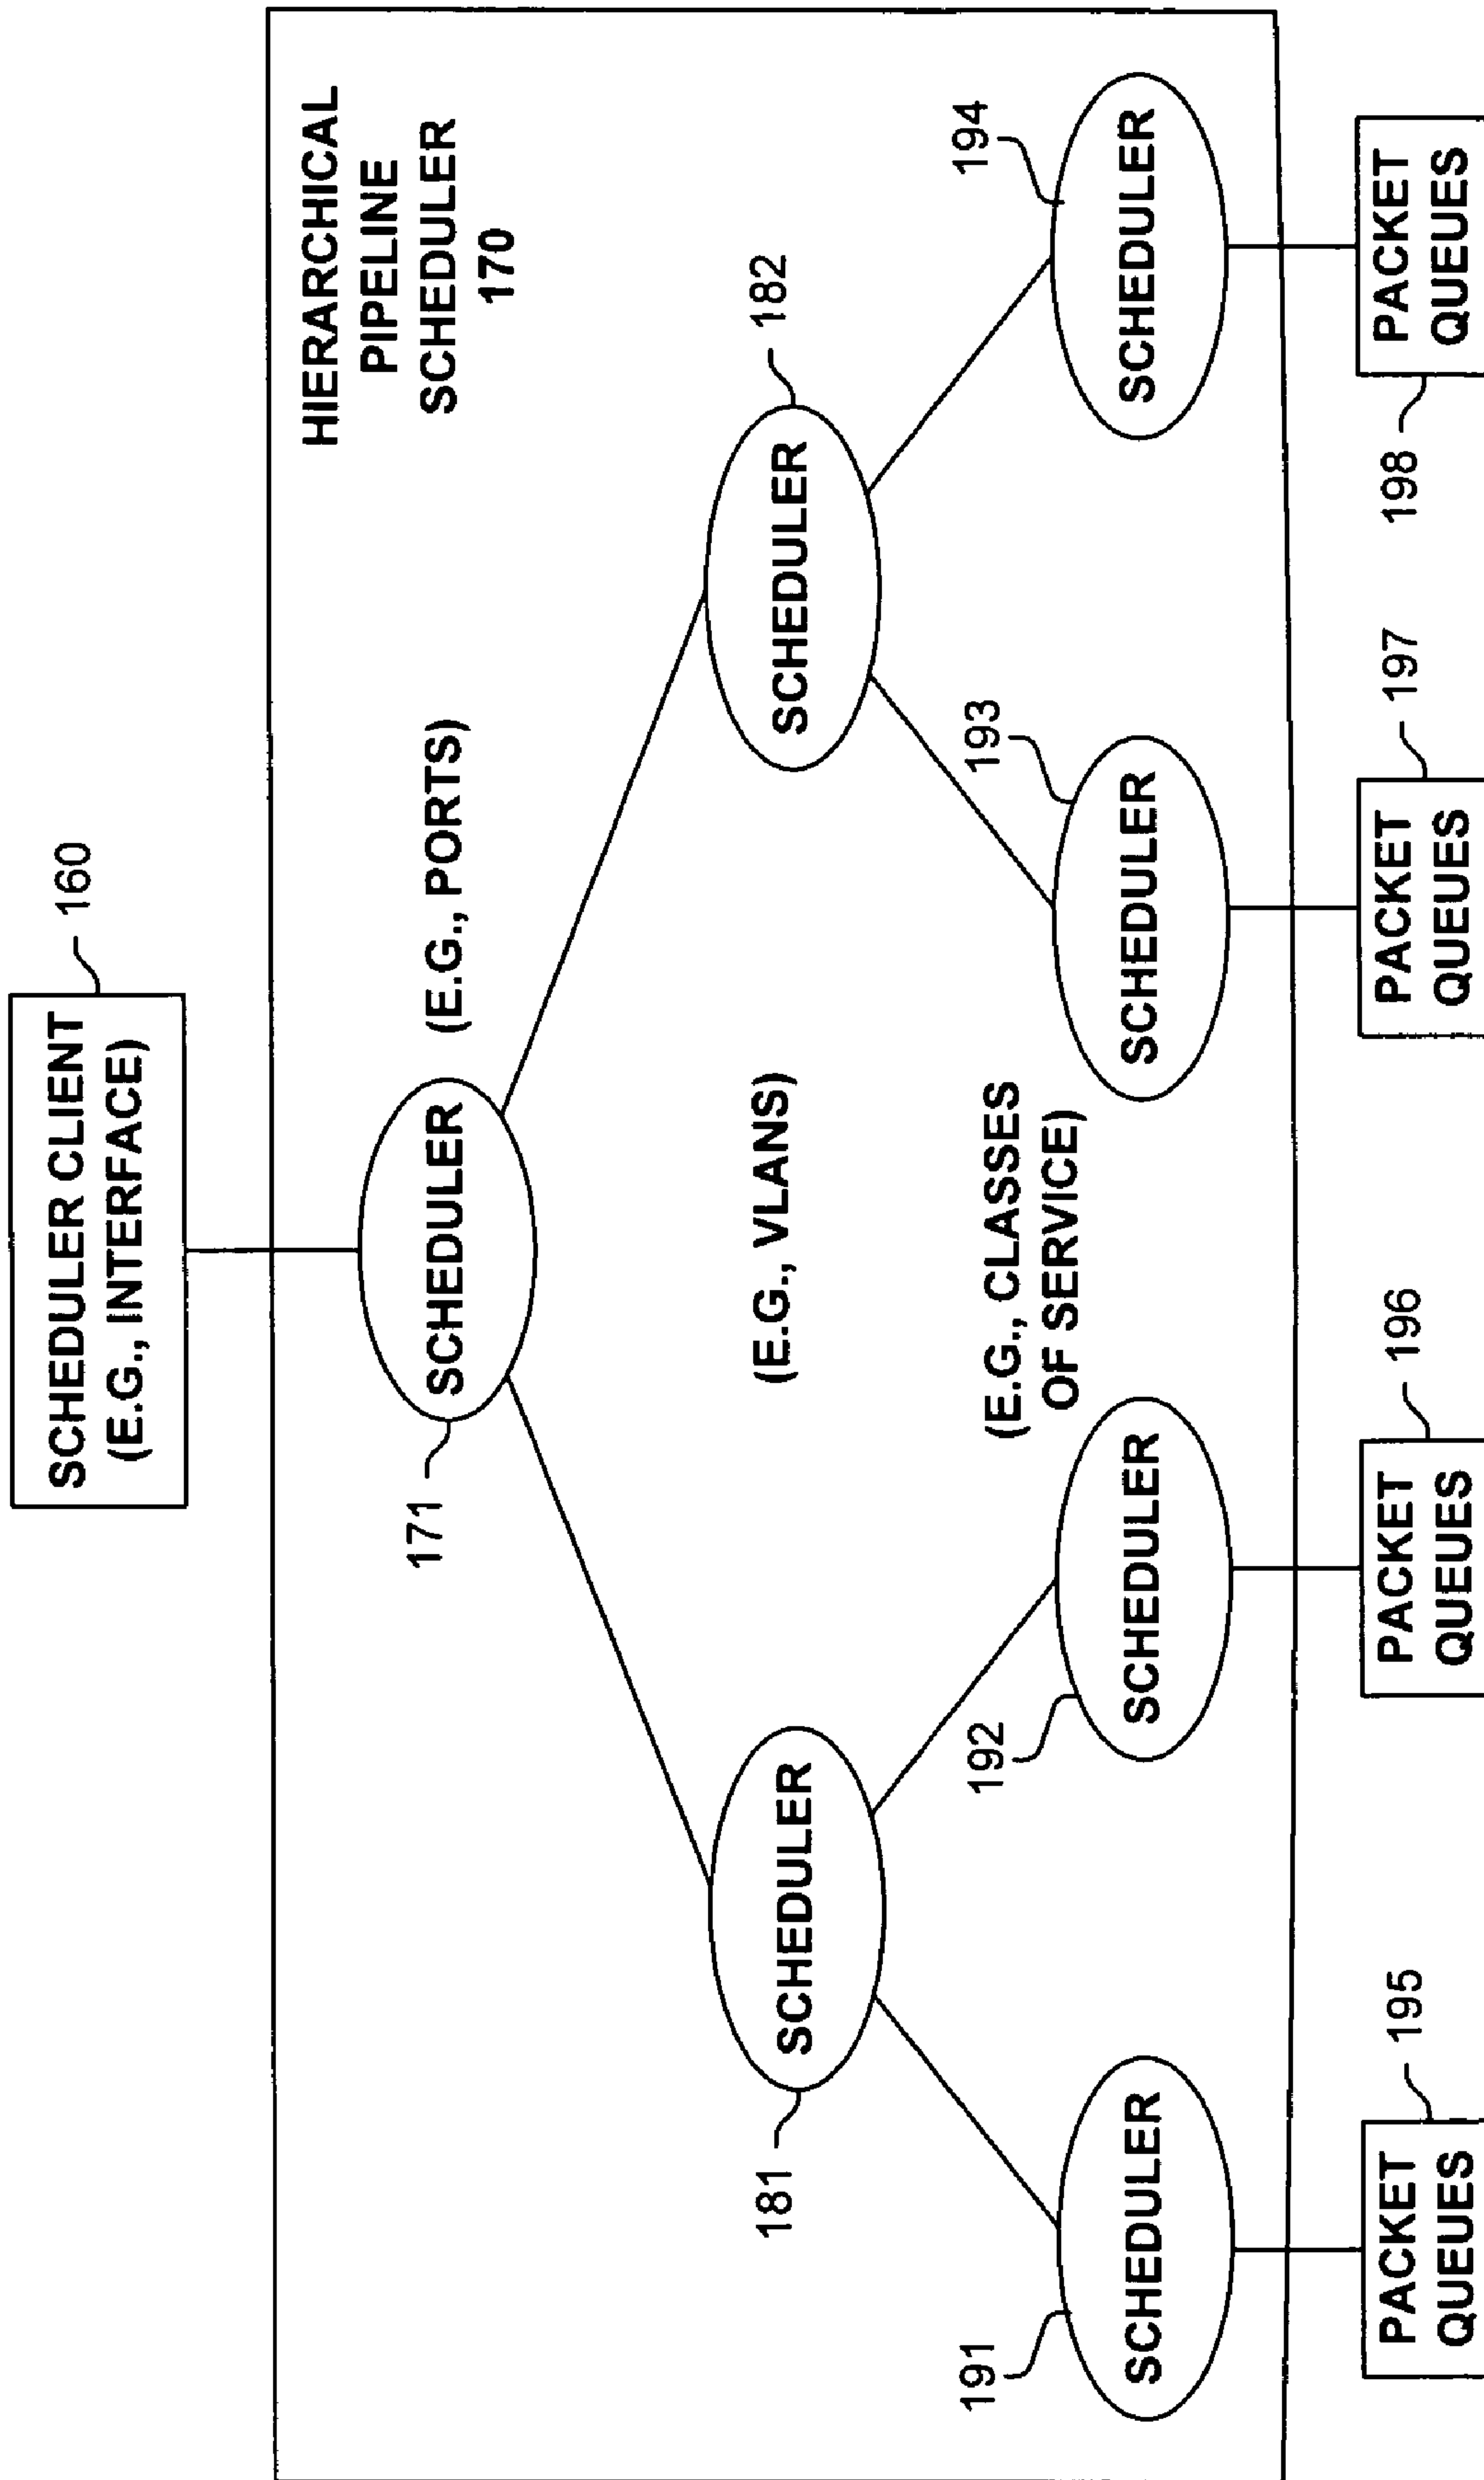 SCHEDULER CLIENT
(E.G., INTERFACE)
160
HIERARCHICAL
PIPELINE
SCHEDULER
170
171
SCHEDULER
(E.G., PORTS)
181
SCHEDULER
(E.G., VLANS)
SCHEDULER
182
191
SCHEDULER
192
SCHEDULER
(E.G., CLASSES
OF SERVICE)
193
SCHEDULER
194
SCHEDULER
PACKET
QUEUES
195
PACKET
QUEUES
196
PACKET
QUEUES
197
PACKET
QUEUES
198